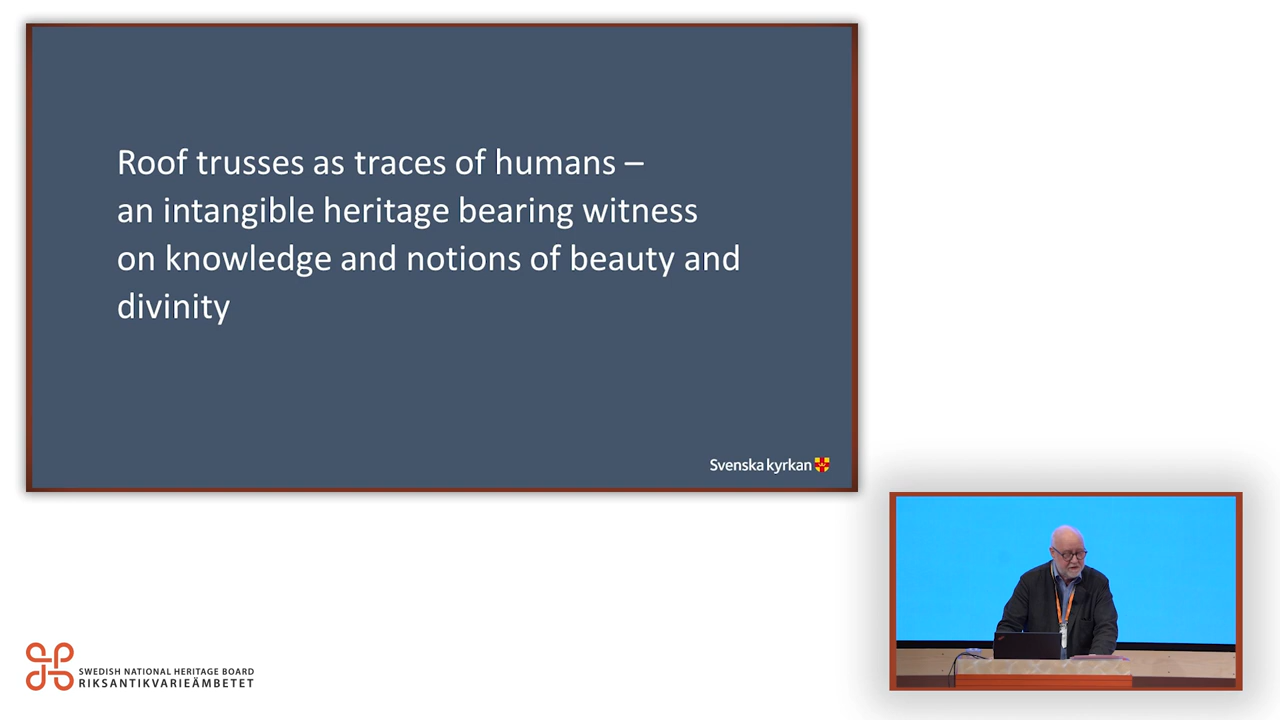 Roof trusses as traces of humans –
an intangible heritage bearing witness
on knowledge and notions of beauty and
divinity
Svenska kyrkan
SWEDISH NATIONAL HERITAGE BOARD
RIKSANTIKVARIEÄMBETET